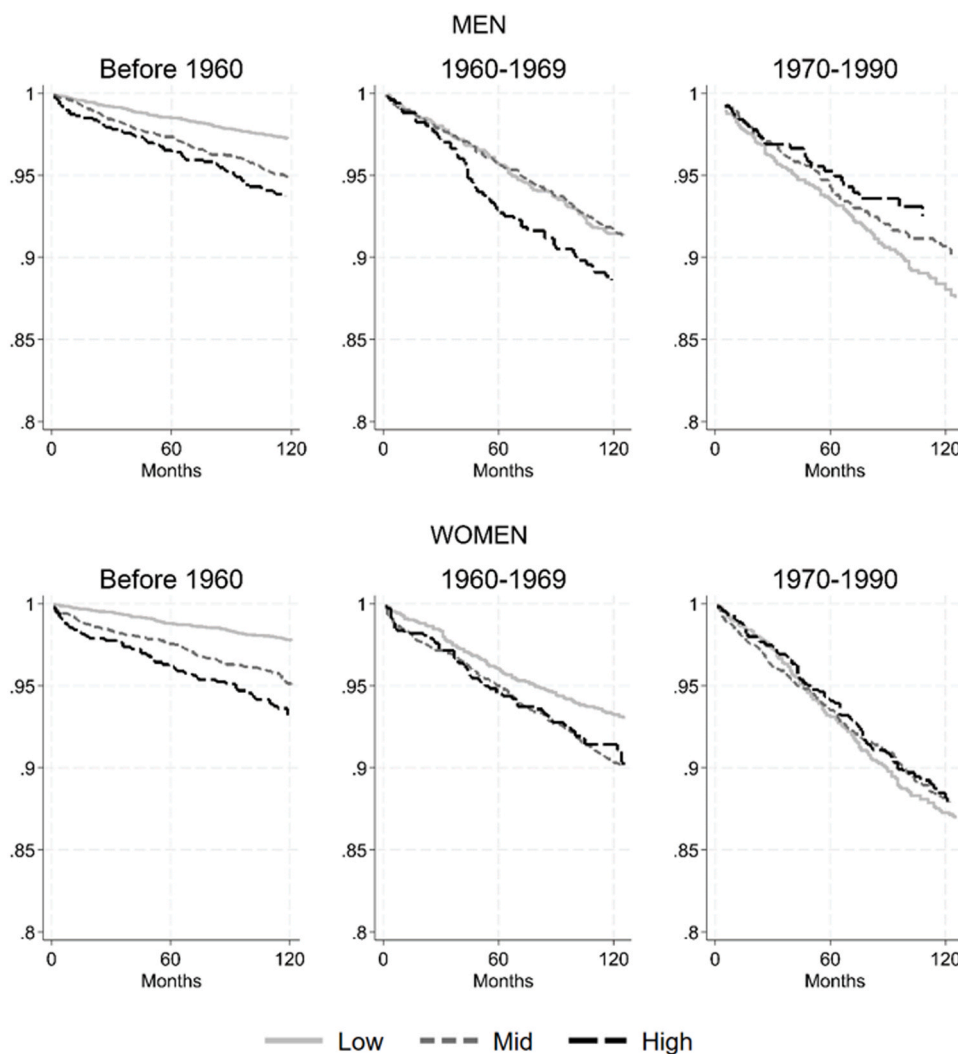 MEN
Before 1960 1960-1969 1970-1990
1 1 1
.95 .95 .95
.9 .9 .9
.85 .85 .85
.8 .8 .8
0 60 120 0 60 120 0 60 120
Months Months Months
WOMEN
Before 1960 1960-1969 1970-1990
1 1 1
.95 .95 .95
.9 .9 .9
.85 .85 .85
.8 .8 .8
0 60 120 0 60 120 0 60 120
Months Months Months
Low Mid High